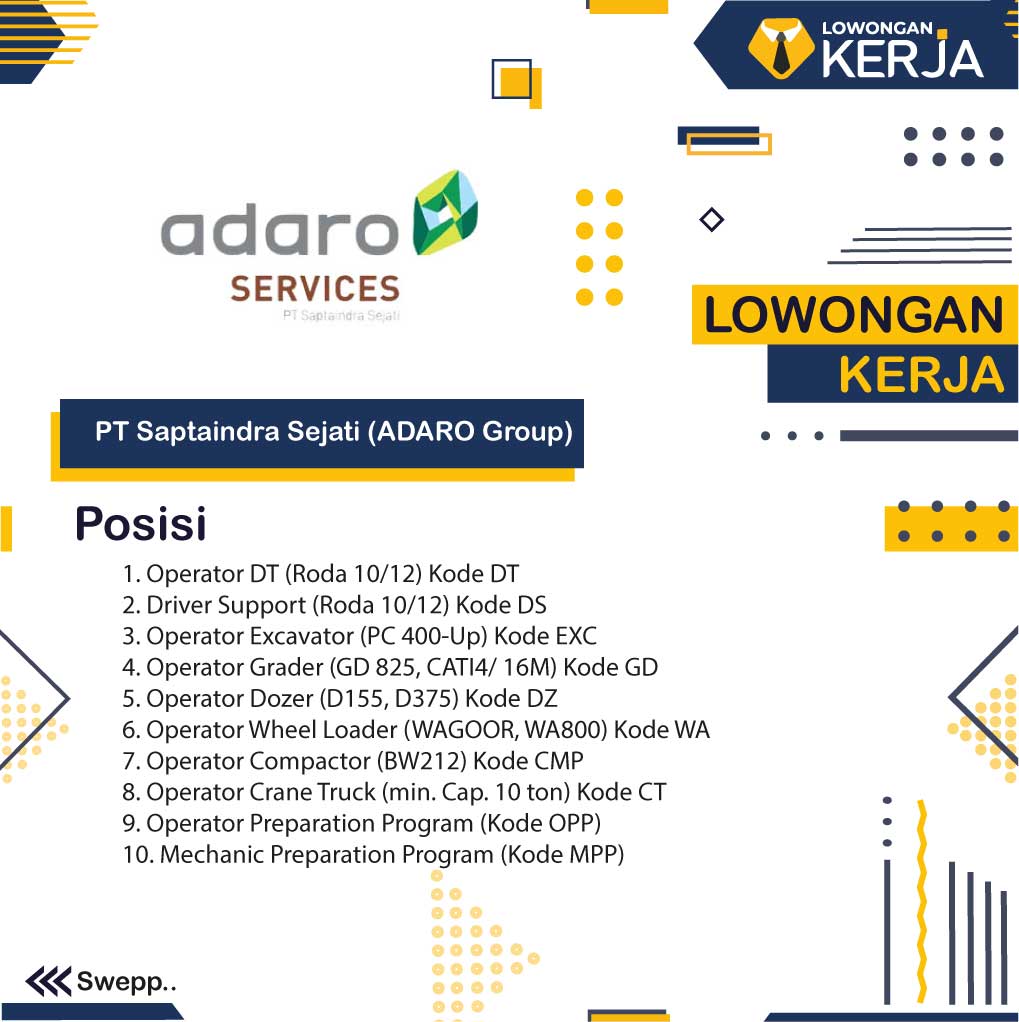 LOWONGAN
KERJA
adaro
SERVICES
PT Saptaindra Sejati
LOWONGAN
KERJA
PT Saptaindra Sejati (ADARO Group)
Posisi
1. Operator DT (Roda 10/12) Kode DT
2. Driver Support (Roda 10/12) Kode DS
3. Operator Excavator (PC 400-Up) Kode EXC
4. Operator Grader (GD 825, CATI4/ 16M) Kode GD
5. Operator Dozer (D155, D375) Kode DZ
6. Operator Wheel Loader (WAGOOR, WA800) Kode WA
7. Operator Compactor (BW212) Kode CMP
8. Operator Crane Truck (min. Cap. 10 ton) Kode CT
9. Operator Preparation Program (Kode OPP)
10. Mechanic Preparation Program (Kode MPP)
Swepp..